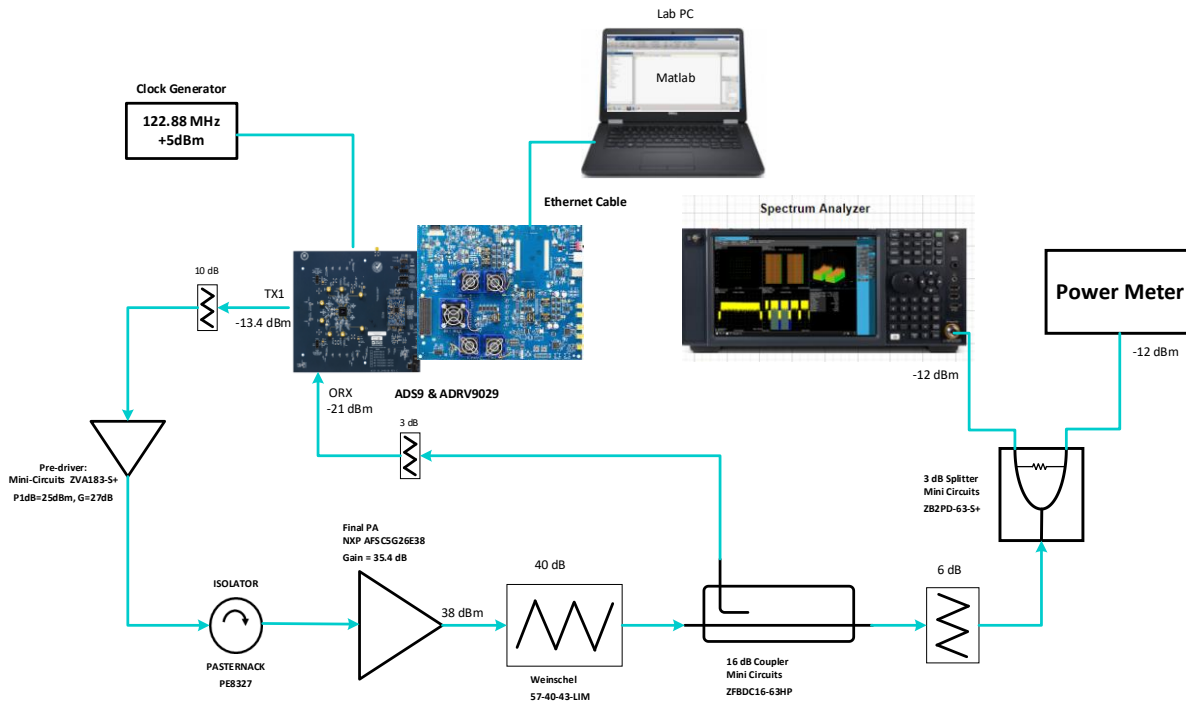 Lab PC
Matlab
Clock Generator
122.88 MHz
+5dBm
Ethernet Cable
Spectrum Analyzer
Power Meter
10 dB
TX1
-13.4 dBm
-12 dBm
-12 dBm
ORX
-21 dBm
ADS9 & ADRV9029
3 dB
Pre-driver:
Mini-Circuits ZVA183-S+
P1dB=25dBm, G=27dB
3 dB Splitter
Mini Circuits
ZB2PD-63-S+
Final PA
NXP AFSC5G26E38
Gain = 35.4 dB
40 dB
6 dB
ISOLATOR
38 dBm
PASTERNACK
PE8327
Weinschel
57-40-43-LIM
16 dB Coupler
Mini Circuits
ZFBDC16-63HP